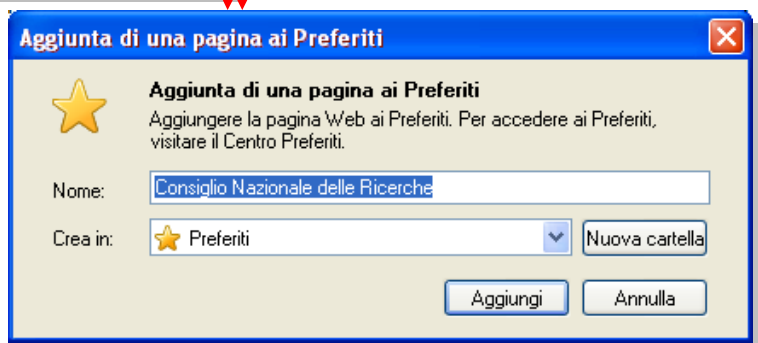 Aggiunta di una pagina ai Preferiti
Aggiunta di una pagina ai Preferiti
Aggiungere la pagina Web ai Preferiti. Per accedere ai Preferiti,
visitare il Centro Preferiti.
Nome: Consiglio Nazionale delle Ricerche
Crea in: Preferiti Nuova cartella
Aggiungi Annulla